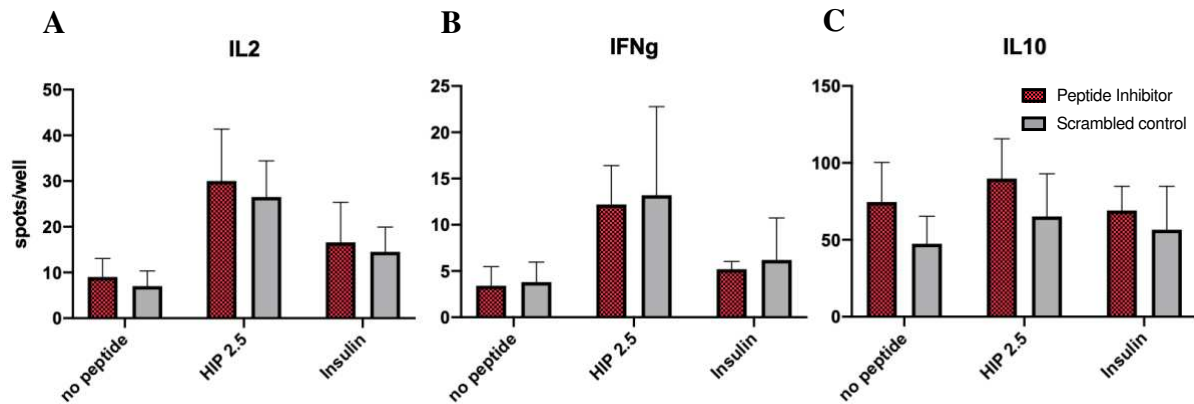 A
IL2
spots/well
50
40
30
20
10
0
no peptide
HIP 2.5
Insulin
B
IFNg
25
20
15
10
5
0
no peptide
HIP 2.5
Insulin
C
IL10
150
100
50
0
no peptide
HIP 2.5
Insulin
Peptide Inhibitor
Scrambled control